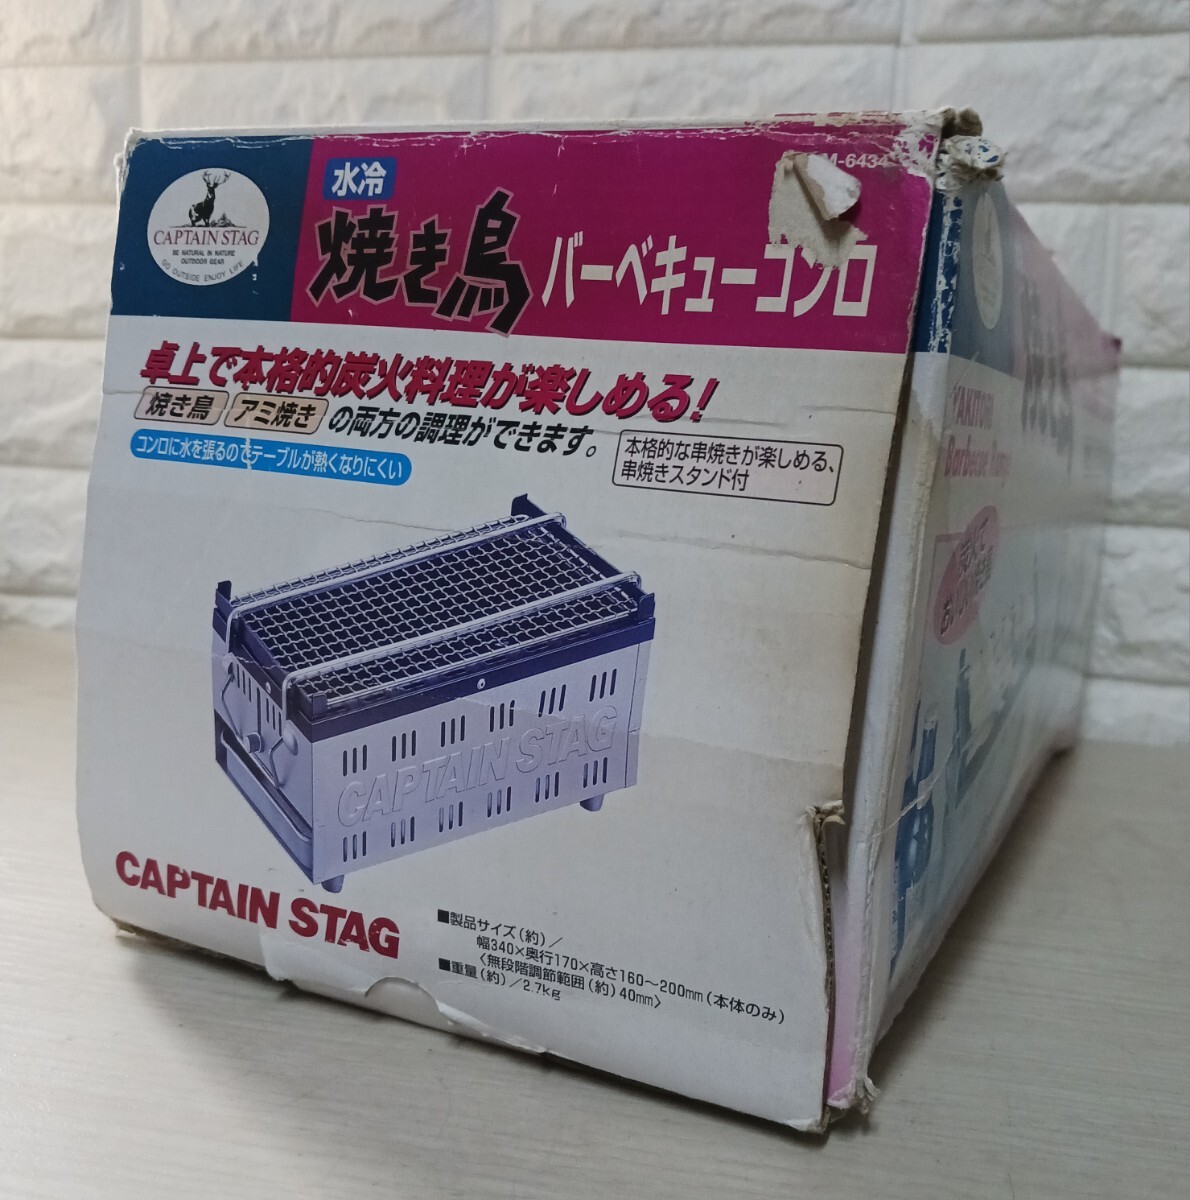 CAPTAIN STAG
BE NATURAL IN NATURE
OUTDOOR GEAR
GO OUTSIDE ENJOY LIFE
水冷
M-6434
焼き鳥 バーベキューコンロ
卓上で本格的炭火料理が楽しめる!
焼き鳥 アミ焼き の両方の調理ができます。
コンロに水を張るのでテーブルが熱くなりにくい
本格的な串焼きが楽しめる、
串焼きスタンド付
CAPTAIN STAG
CAPTAIN STAG
■製品サイズ(約)/
幅340×奥行170×高さ160～200mm(本体のみ)
〈無段階調節範囲(約)40mm〉
■重量(約)/2.7kg
YAKITORI
Barbecue